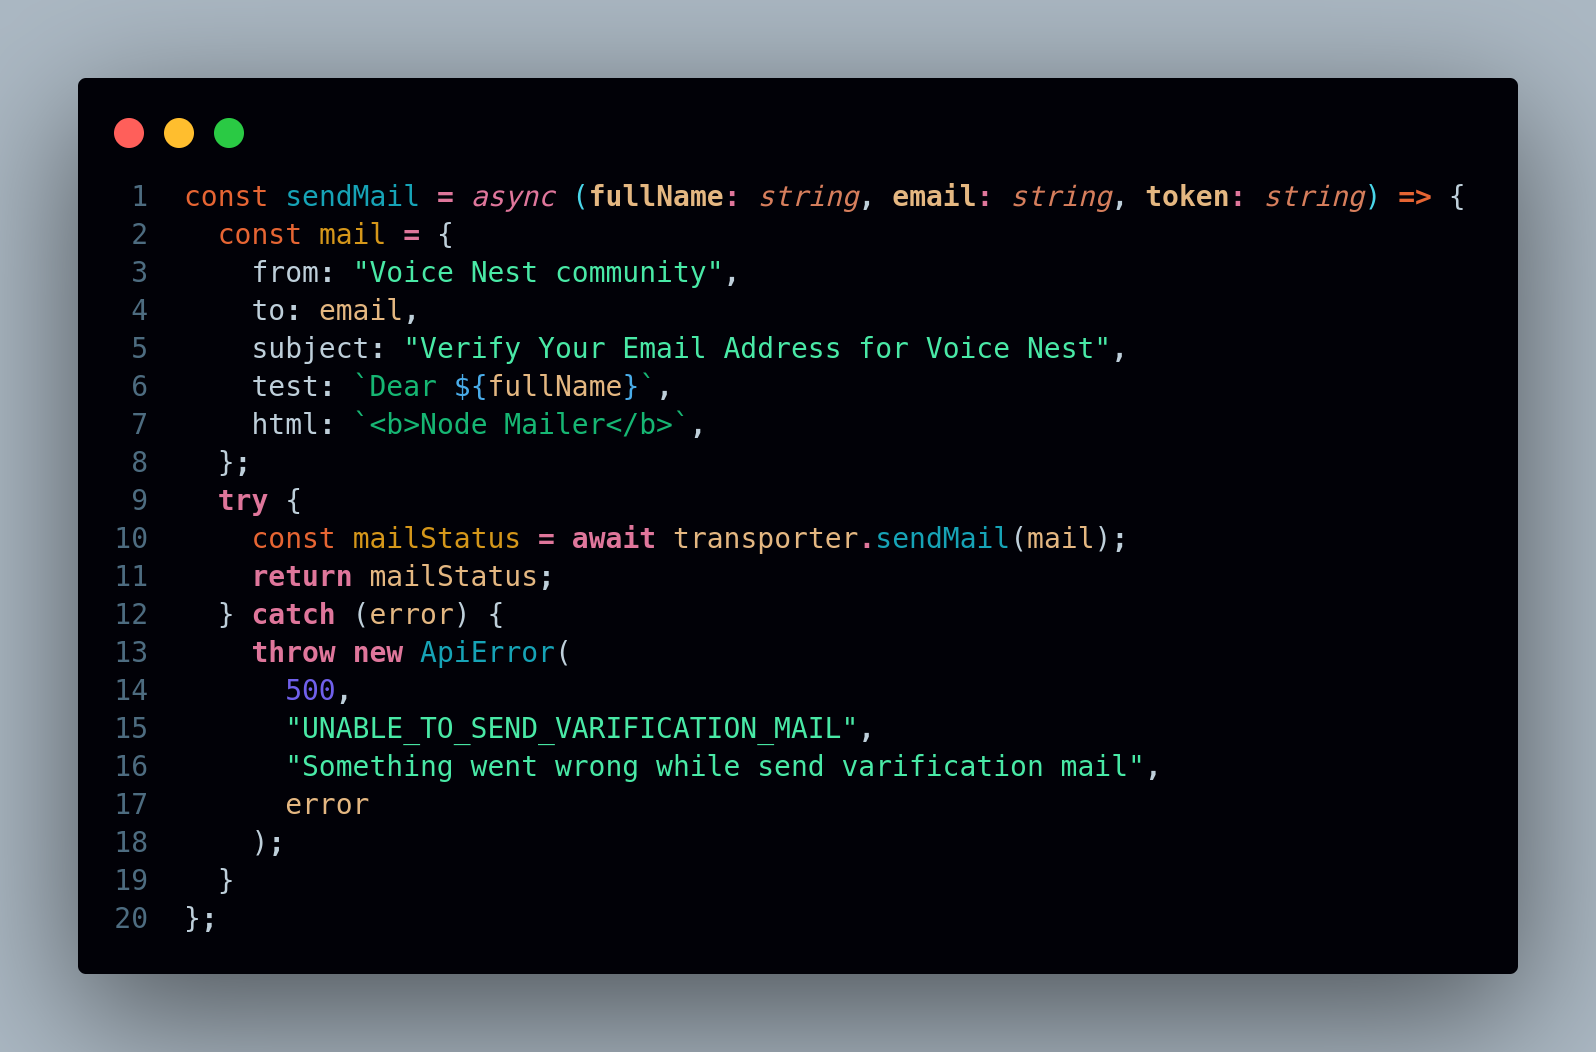 1 const sendMail = async (fullName: string, email: string, token: string) => {
2   const mail = {
3     from: "Voice Nest community",
4     to: email,
5     subject: "Verify Your Email Address for Voice Nest",
6     test: `Dear ${fullName}`,
7     html: `<b>Node Mailer</b>`,
8   };
9   try {
10     const mailStatus = await transporter.sendMail(mail);
11     return mailStatus;
12   } catch (error) {
13     throw new ApiError(
14       500,
15       "UNABLE_TO_SEND_VARIFICATION_MAIL",
16       "Something went wrong while send varification mail",
17       error
18     );
19   }
20 };